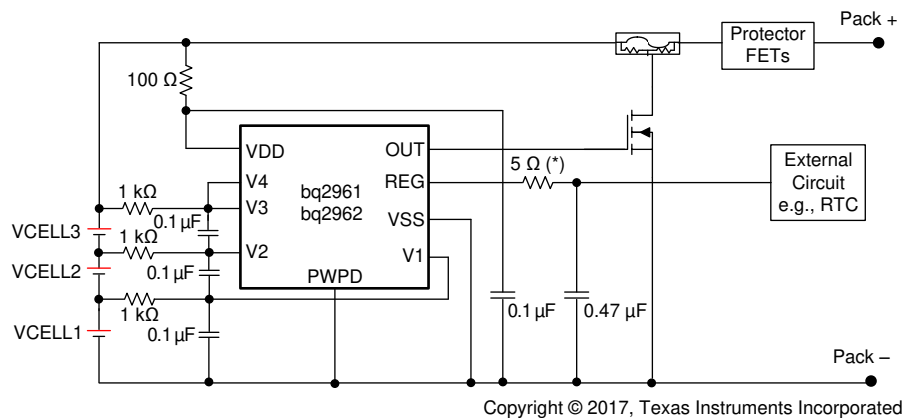 Pack +
Protector
FETs
100 Ω
VDD
OUT
5 Ω (*)
External
Circuit
e.g., RTC
V4
REG
1 kΩ
bq2961
bq2962
V3
0.1 µF
VSS
VCELL3
1 kΩ
V2
V1
VCELL2
0.1 µF
PWPD
1 kΩ
0.1 µF
0.47 µF
VCELL1
0.1 µF
Pack –
Copyright © 2017, Texas Instruments Incorporated